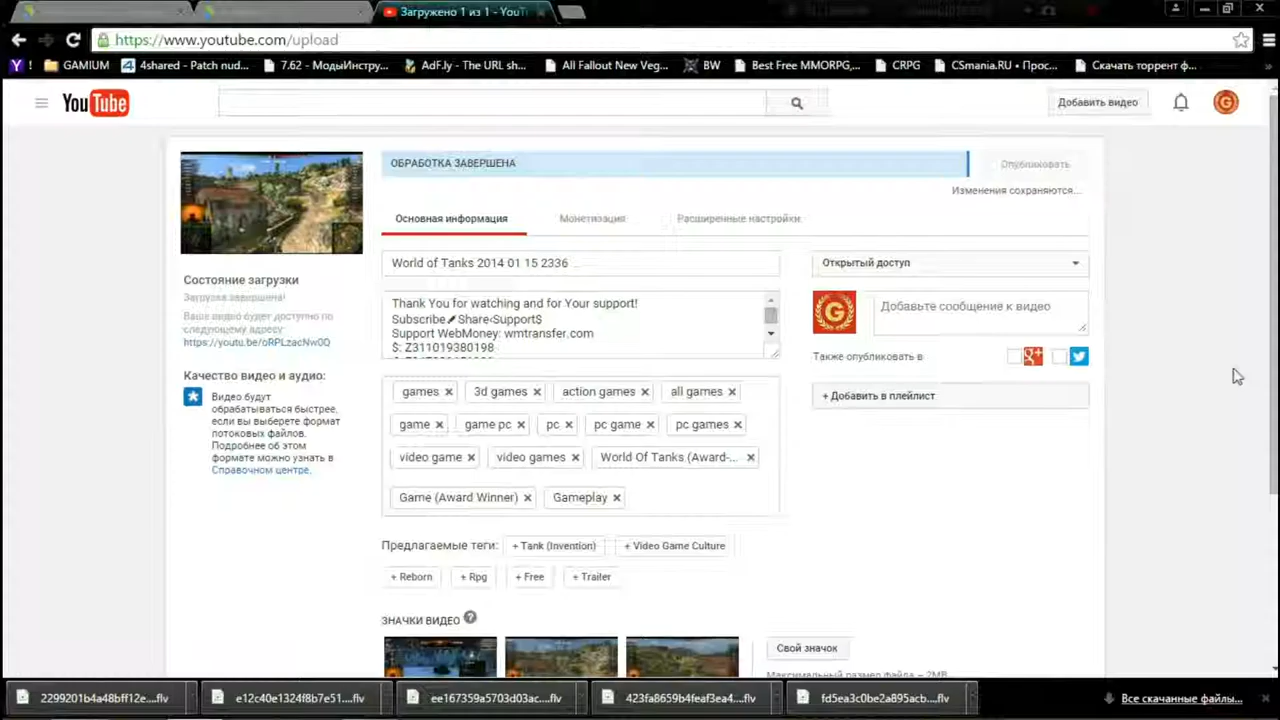 Загружено 1 из 1 - YouT
https://www.youtube.com/upload
!
GAMIUM
4shared - Patch nud...
7.62 - МодыИнстру...
AdF.ly - The URL sh...
All Fallout New Veg...
BW
Best Free MMORPG,...
CRPG
CSmania.RU • Прос...
Скачать торрент ф...
»
YouTube
Добавить видео
G
ОБРАБОТКА ЗАВЕРШЕНА
Опубликовать
Изменения сохраняются...
Основная информация
Монетизация
Расширенные настройки
World of Tanks 2014 01 15 2336
Открытый доступ
Thank You for watching and for Your support!
Subscribe Share Support$
Support WebMoney: wmtransfer.com
$: Z311019380198
G
Добавьте сообщение к видео
Также опубликовать в
g+
+ Добавить в плейлист
Состояние загрузки
Загрузка завершена!
Ваше видео будет доступно по
следующему адресу:
https://youtu.be/oRPLzacNw0Q
Качество видео и аудио:
Видео будут
обрабатываться быстрее,
если вы выберете формат
потоковых файлов.
Подробнее об этом
формате можно узнать в
Справочном центре.
games × 3d games × action games × all games ×
game × game pc × pc × pc game × pc games ×
video game × video games × World Of Tanks (Award-... ×
Game (Award Winner) × Gameplay ×
Предлагаемые теги: + Tank (Invention) + Video Game Culture
+ Reborn + Rpg + Free + Trailer
ЗНАЧКИ ВИДЕО ?
Свой значок
Максимальный размер файла – 2MB.
2299201b4a48bff12e....flv
e12c40e1324f8b7e51....flv
ee167359a5703d03ac....flv
423fa8659b4feaf3ea4....flv
fd5ea3c0be2a895acb....flv
Все скачанные файлы...